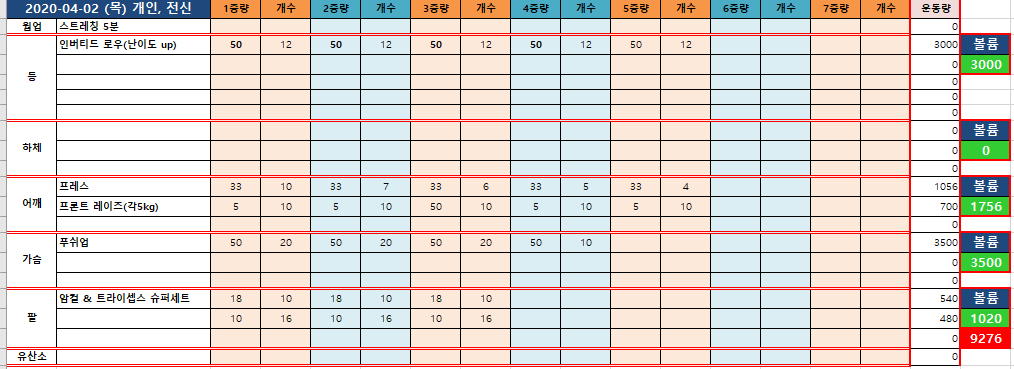 2020-04-02 (목) 개인, 전신 1중량 개수 2중량 개수 3중량 개수 4중량 개수 5중량 개수 6중량 개수 7중량 개수 운동량
웜업 스트레칭 5분 0
등 인버티드 로우(난이도 up) 50 12 50 12 50 12 50 12 50 12 3000 볼륨
0 3000
0
0
0
하체 0 볼륨
0 0
0
어깨 프레스 33 10 33 7 33 6 33 5 33 4 1056 볼륨
프론트 레이즈(각5kg) 5 10 5 10 50 10 5 10 5 10 700 1756
0
가슴 푸쉬업 50 20 50 20 50 20 50 10 3500 볼륨
0 3500
0
팔 암컬 & 트라이셉스 슈퍼세트 18 10 18 10 18 10 540 볼륨
10 16 10 16 10 16 480 1020
0 9276
유산소 0